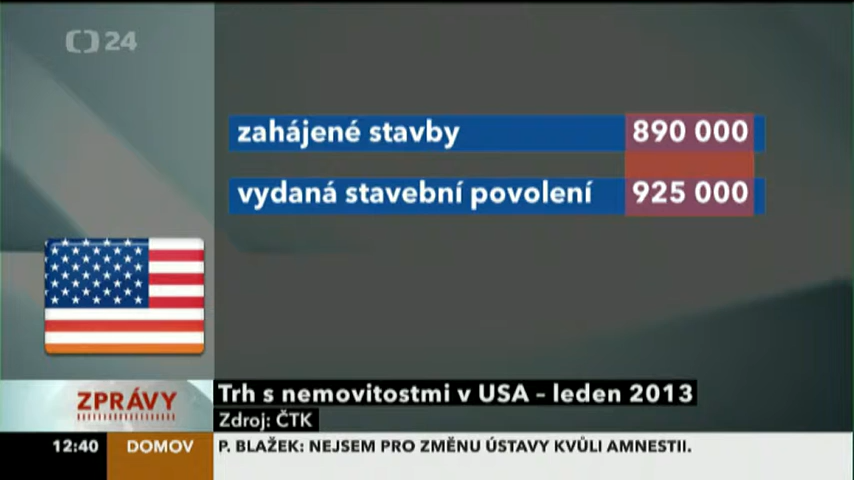 ČT 24
zahájené stavby 890 000
vydaná stavební povolení 925 000
ZPRÁVY
Trh s nemovitostmi v USA – leden 2013
Zdroj: ČTK
12:40 DOMOV P. BLAŽEK: NEJSEM PRO ZMĚNU ÚSTAVY KVŮLI AMNESTII.